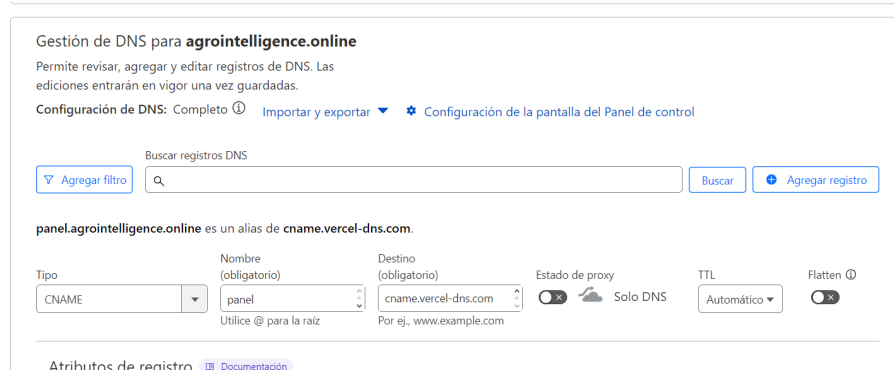 Gestión de DNS para agrointelligence.online
Permite revisar, agregar y editar registros de DNS. Las
ediciones entrarán en vigor una vez guardadas.
Configuración de DNS: Completo Importar y exportar Configuración de la pantalla del Panel de control
Buscar registros DNS
Agregar filtro Buscar Agregar registro
panel.agrointelligence.online es un alias de cname.vercel-dns.com.
Tipo Nombre (obligatorio) Destino (obligatorio) Estado de proxy TTL Flatten
CNAME panel cname.vercel-dns.com Solo DNS Automático
Utilice @ para la raíz Por ej., www.example.com
Atributos de registro Documentación